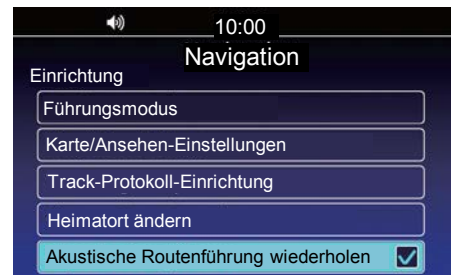 10:00
Navigation
Einrichtung
Führungsmodus
Karte/Ansehen-Einstellungen
Track-Protokoll-Einrichtung
Heimatort ändern
Akustische Routenführung wiederholen